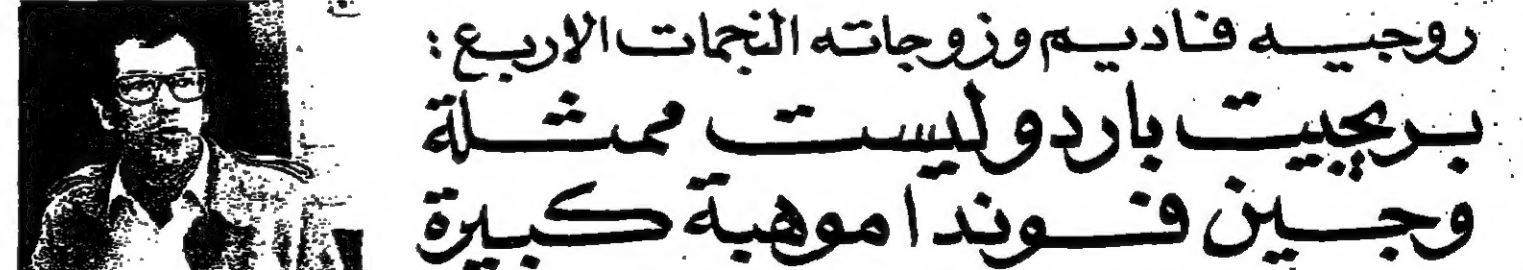 روجيه فاديم وزوجاته النجمات الاربع :
بريجيت باردو ليست ممثلة
وجين فوندا موهبة كبيرة